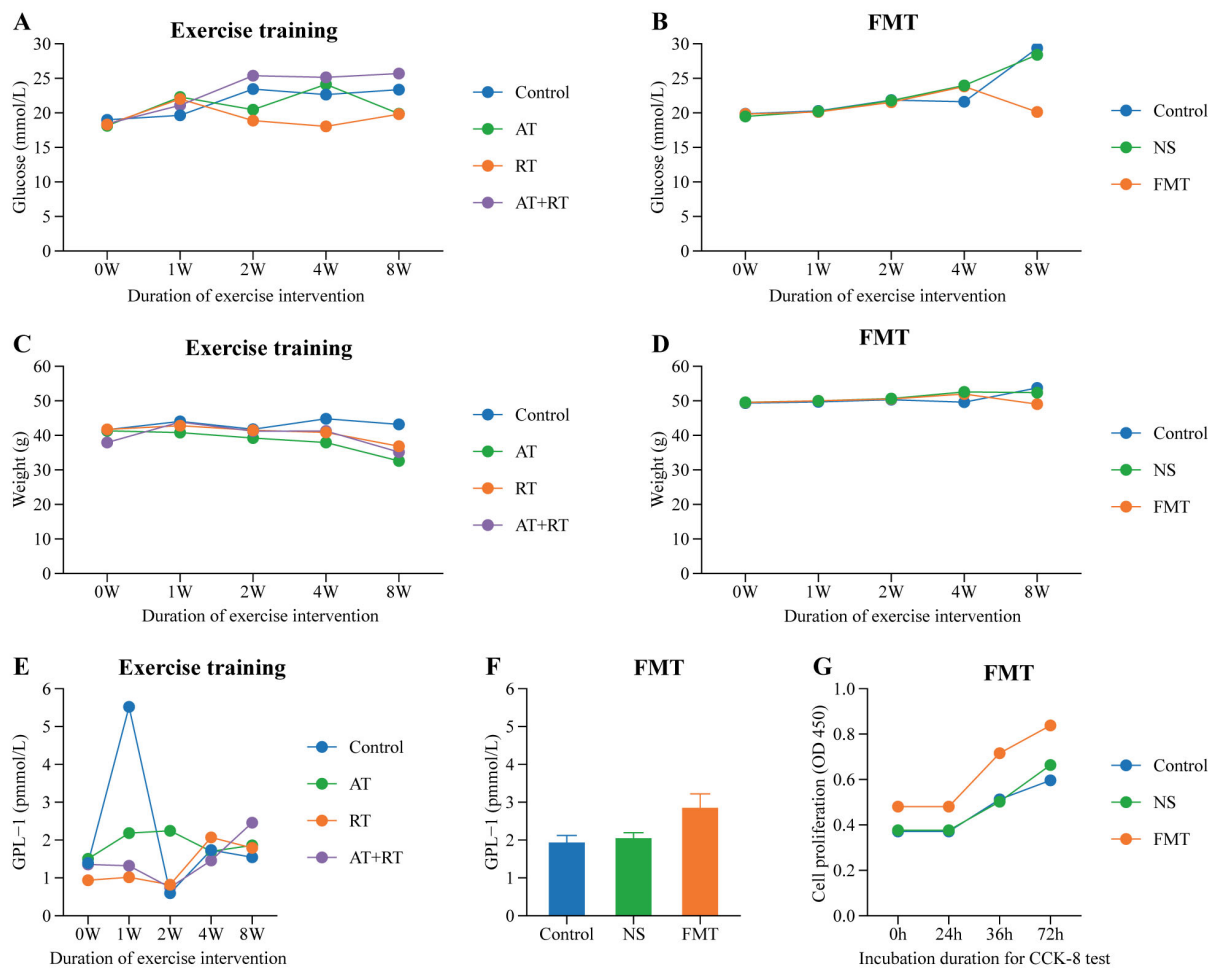 A
Exercise training
Glucose (mmol/L)
30
25
20
15
10
5
0
0W 1W 2W 4W 8W
Duration of exercise intervention
Control
AT
RT
AT+RT
B
FMT
Glucose (mmol/L)
30
25
20
15
10
5
0
0W 1W 2W 4W 8W
Duration of exercise intervention
Control
NS
FMT
C
Exercise training
Weight (g)
60
50
40
30
20
10
0
0W 1W 2W 4W 8W
Duration of exercise intervention
Control
AT
RT
AT+RT
D
FMT
Weight (g)
60
50
40
30
20
10
0
0W 1W 2W 4W 8W
Duration of exercise intervention
Control
NS
FMT
E
Exercise training
GPL−1 (pmmol/L)
6
5
4
3
2
1
0
0W 1W 2W 4W 8W
Duration of exercise intervention
Control
AT
RT
AT+RT
F
FMT
GPL−1 (pmmol/L)
6
5
4
3
2
1
0
Control NS FMT
G
FMT
Cell proliferation (OD 450)
1.0
0.8
0.6
0.4
0.2
0.0
0h 24h 36h 72h
Incubation duration for CCK-8 test
Control
NS
FMT